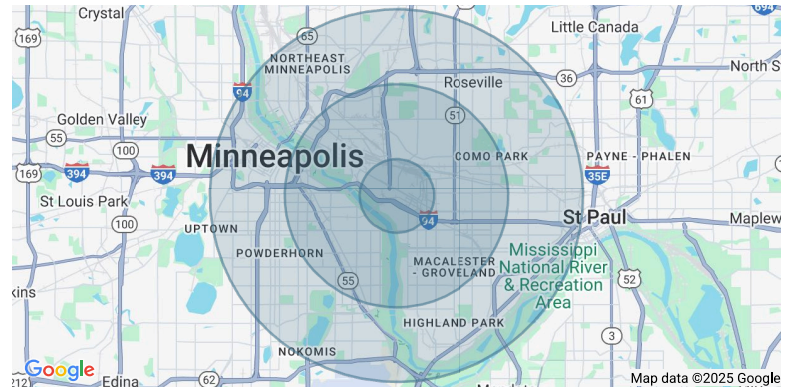 Crystal
Little Canada
694
169
65
NORTHEAST
MINNEAPOLIS
North S
36
Roseville
94
61
51
Golden Valley
55
100
Minneapolis
COMO PARK
PAYNE - PHALEN
169
394
394
35E
St Louis Park
94
St Paul
Maplew
100
UPTOWN
POWDERHORN
MACALESTER
- GROVELAND
Mississippi
National River
& Recreation
Area
55
52
kins
HIGHLAND PARK
3
NOKOMIS
Google
Edina
62
Map data ©2025 Google